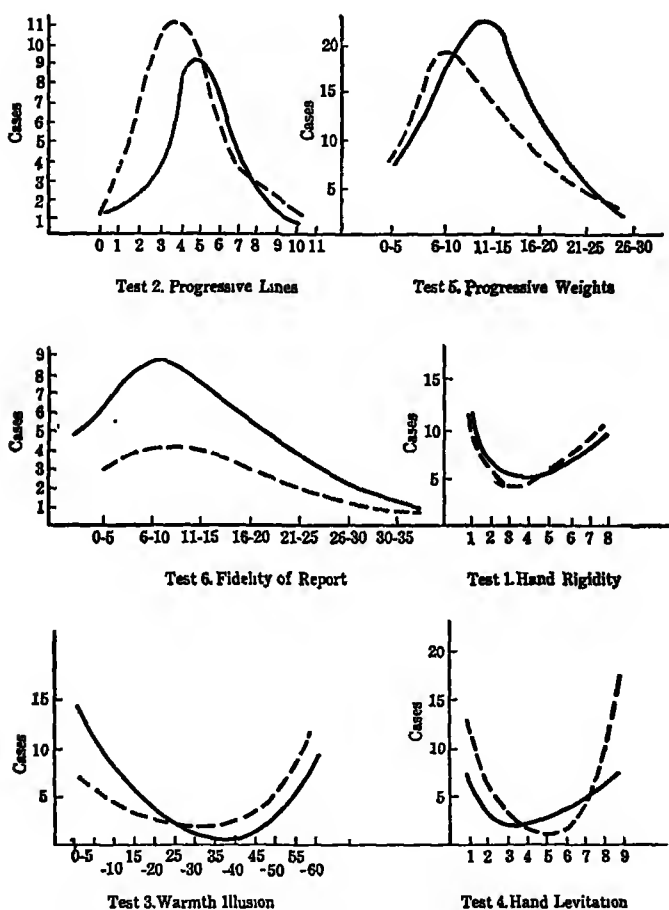 11
10
9
8
7
6
5
4
3
2
1
Cases
0 1 2 3 4 5 6 7 8 9 10 11
Test 2. Progressive Lines
20
15
10
5
Cases
0-5 6-10 11-15 16-20 21-25 26-30
Test 5. Progressive Weights
9
8
7
6
5
4
3
2
1
Cases
0-5 6-10 11-15 16-20 21-25 26-30 30-35
Test 6. Fidelity of Report
15
10
5
Cases
1 2 3 4 5 6 7 8
Test 1. Hand Rigidity
15
10
5
Cases
0-5 15 25 35 45 55
-10 -20 -30 -40 -50 -60
Test 3. Warmth Illusion
20
15
10
5
Cases
1 2 3 4 5 6 7 8 9
Test 4. Hand Levitation